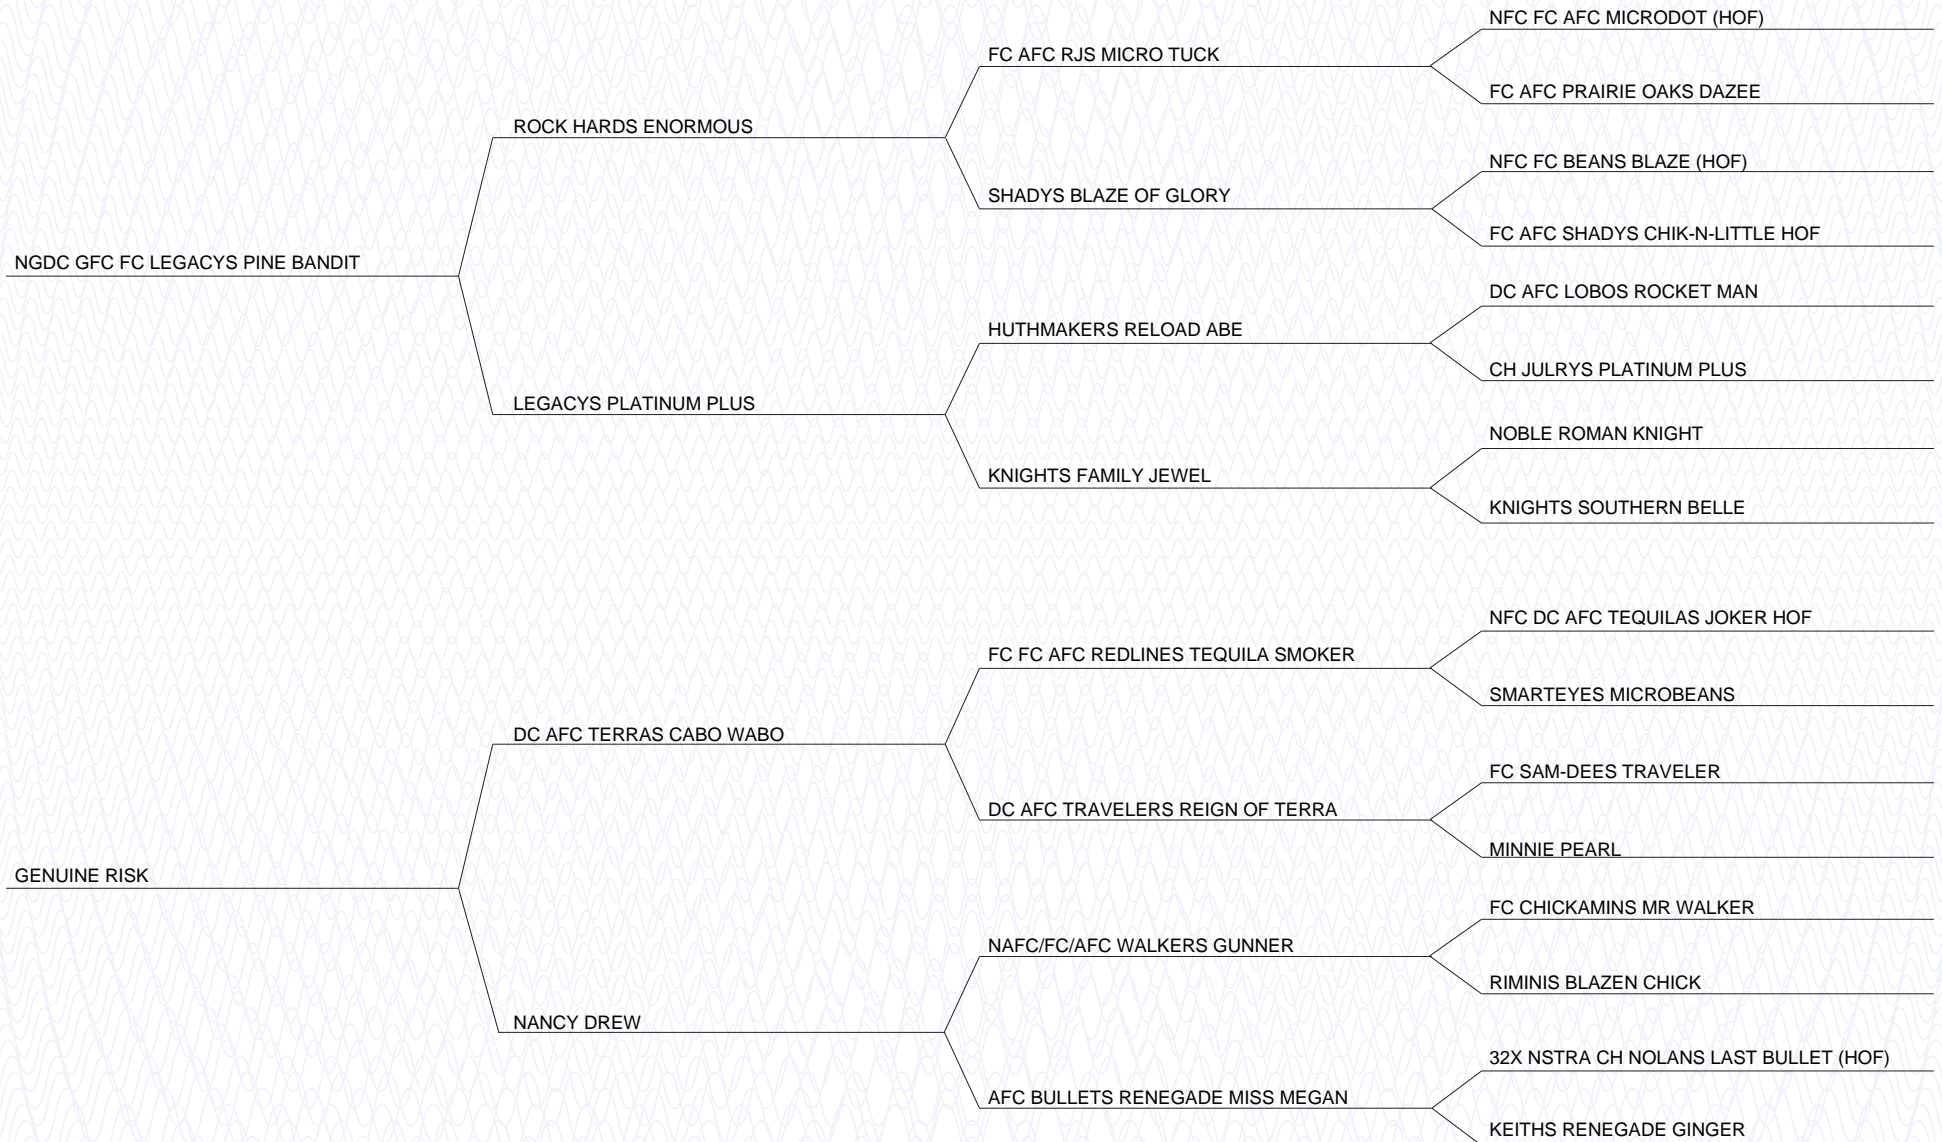 NFC FC AFC MICRODOT (HOF)
FC AFC RJS MICRO TUCK
FC AFC PRAIRIE OAKS DAZEE
ROCK HARDS ENORMOUS
NFC FC BEANS BLAZE (HOF)
SHADYS BLAZE OF GLORY
FC AFC SHADYS CHIK-N-LITTLE HOF
NGDC GFC FC LEGACYS PINE BANDIT
DC AFC LOBOS ROCKET MAN
HUTHMAKERS RELOAD ABE
CH JULRYS PLATINUM PLUS
LEGACYS PLATINUM PLUS
NOBLE ROMAN KNIGHT
KNIGHTS FAMILY JEWEL
KNIGHTS SOUTHERN BELLE
NFC DC AFC TEQUILAS JOKER HOF
FC FC AFC REDLINES TEQUILA SMOKER
SMARTEYES MICROBEANS
DC AFC TERRAS CABO WABO
FC SAM-DEES TRAVELER
DC AFC TRAVELERS REIGN OF TERRA
MINNIE PEARL
GENUINE RISK
FC CHICKAMINS MR WALKER
NAFC/FC/AFC WALKERS GUNNER
RIMINIS BLAZEN CHICK
NANCY DREW
32X NSTRA CH NOLANS LAST BULLET (HOF)
AFC BULLETS RENEGADE MISS MEGAN
KEITHS RENEGADE GINGER